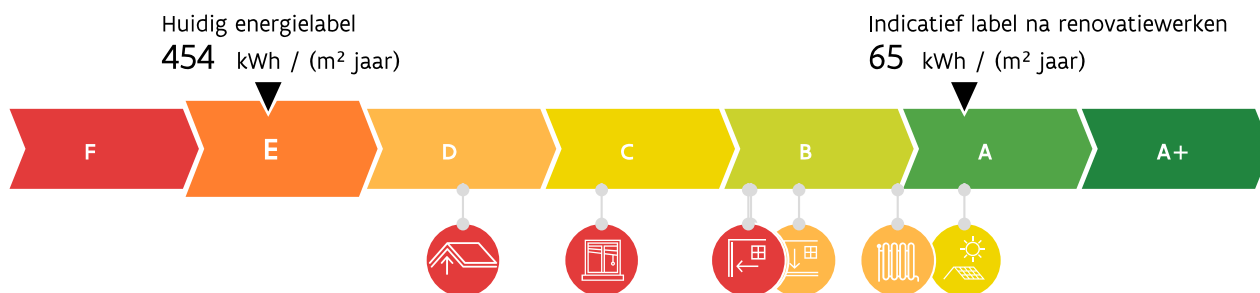 Huidig energielabel
454 kWh / (m² jaar)
Indicatief label na renovatiewerken
65 kWh / (m² jaar)
F E D C B A A+